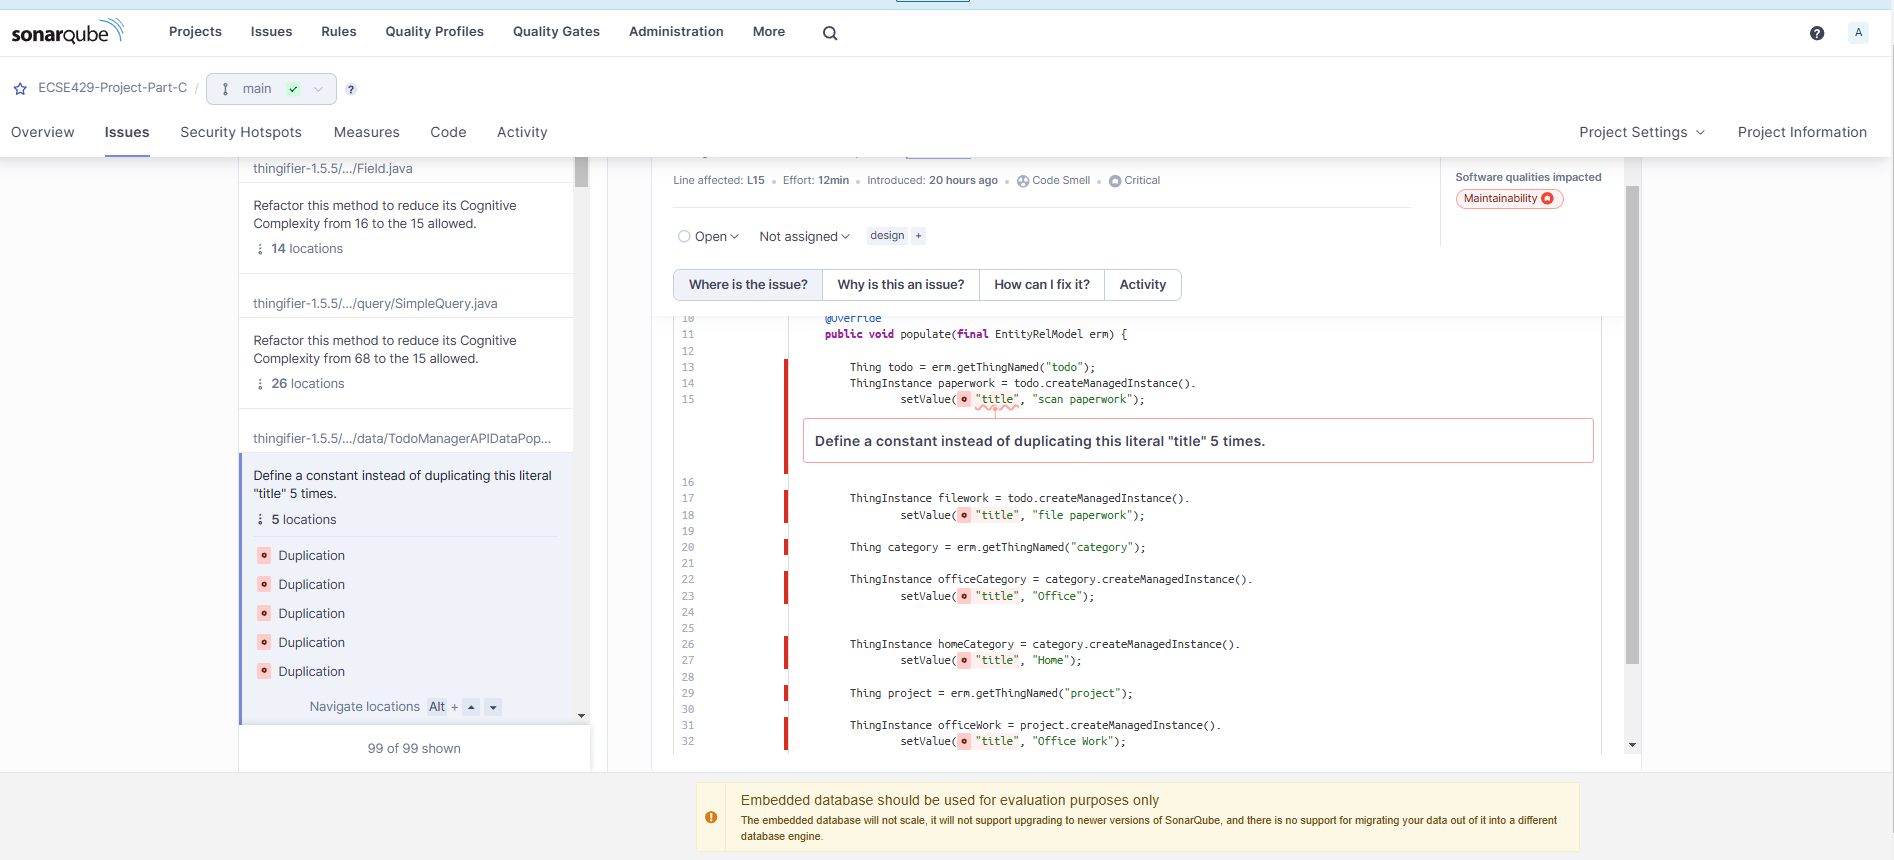 sonarqube
Projects Issues Rules Quality Profiles Quality Gates Administration More
? A
ECSE429-Project-Part-C / main ?
Overview Issues Security Hotspots Measures Code Activity Project Settings Project Information
thingifier-1.5.5/.../Field.java
Refactor this method to reduce its Cognitive
Complexity from 16 to the 15 allowed.
14 locations
thingifier-1.5.5/.../query/SimpleQuery.java
Refactor this method to reduce its Cognitive
Complexity from 68 to the 15 allowed.
26 locations
thingifier-1.5.5/.../data/TodoManagerAPIDataPop...
Define a constant instead of duplicating this literal
"title" 5 times.
5 locations
Duplication
Duplication
Duplication
Duplication
Duplication
Navigate locations Alt +
99 of 99 shown
Line affected: L15 • Effort: 12min • Introduced: 20 hours ago • Code Smell • Critical
Software qualities impacted
Maintainability
Open Not assigned design +
Where is the issue? Why is this an issue? How can I fix it? Activity
10 @Override
11 public void populate(final EntityRelModel erm) {
12
13 Thing todo = erm.getThingNamed("todo");
14 ThingInstance paperwork = todo.createManagedInstance().
15 setValue("title", "scan paperwork");
Define a constant instead of duplicating this literal "title" 5 times.
16
17 ThingInstance filework = todo.createManagedInstance().
18 setValue("title", "file paperwork");
19
20 Thing category = erm.getThingNamed("category");
21
22 ThingInstance officeCategory = category.createManagedInstance().
23 setValue("title", "Office");
24
25
26 ThingInstance homeCategory = category.createManagedInstance().
27 setValue("title", "Home");
28
29 Thing project = erm.getThingNamed("project");
30
31 ThingInstance officeWork = project.createManagedInstance().
32 setValue("title", "Office Work");
Embedded database should be used for evaluation purposes only
The embedded database will not scale, it will not support upgrading to newer versions of SonarQube, and there is no support for migrating your data out of it into a different
database engine.